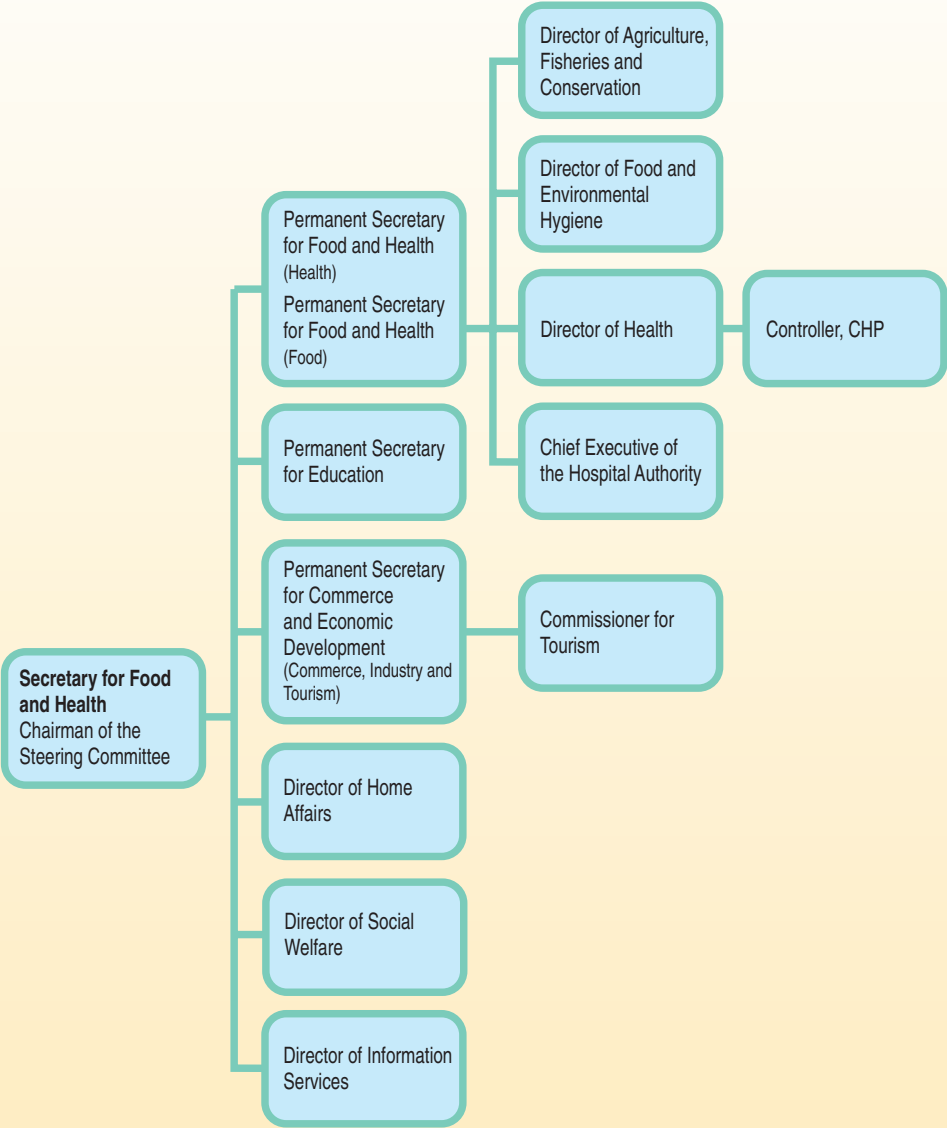 Secretary for Food
and Health
Chairman of the
Steering Committee
Permanent Secretary
for Food and Health
(Health)
Permanent Secretary
for Food and Health
(Food)
Director of Agriculture,
Fisheries and
Conservation
Director of Food and
Environmental
Hygiene
Director of Health
Controller, CHP
Chief Executive of
the Hospital Authority
Permanent Secretary
for Education
Permanent Secretary
for Commerce
and Economic
Development
(Commerce, Industry and
Tourism)
Commissioner for
Tourism
Director of Home
Affairs
Director of Social
Welfare
Director of Information
Services